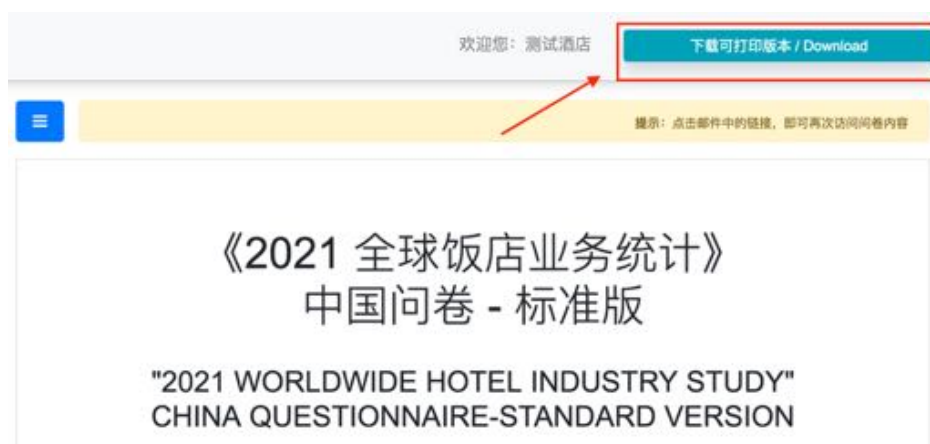 欢迎您：测试酒店
下载可打印版本 / Download
提示：点击邮件中的链接，即可再次访问问卷内容
《2021 全球饭店业务统计》
中国问卷 - 标准版
"2021 WORLDWIDE HOTEL INDUSTRY STUDY"
CHINA QUESTIONNAIRE-STANDARD VERSION